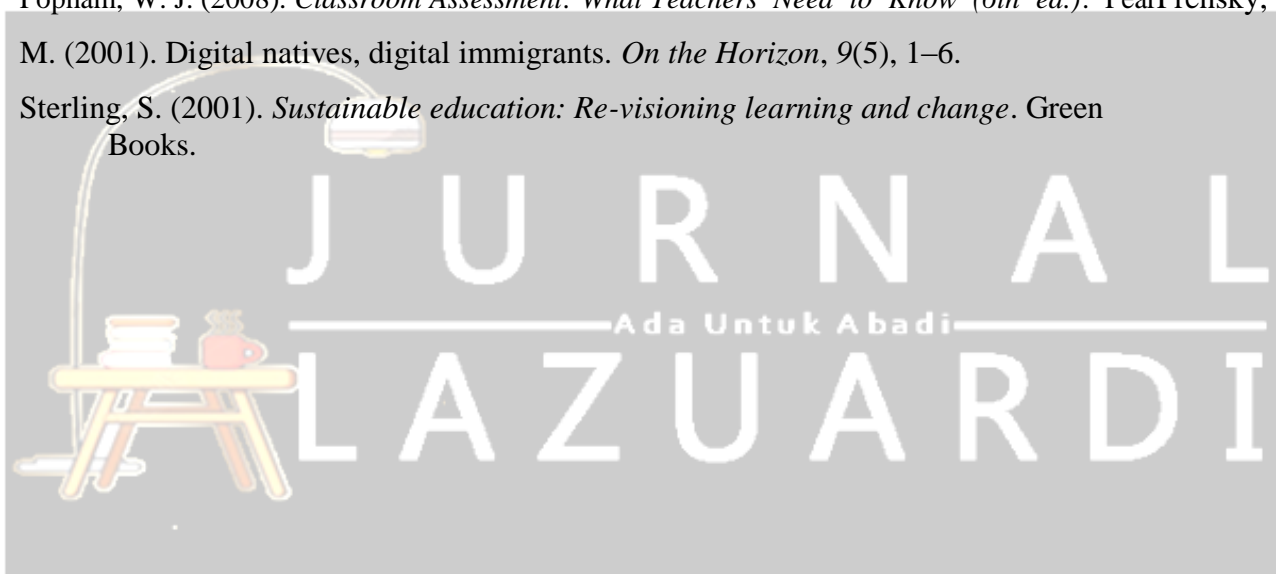 Popham, W. J. (2008). Classroom Assessment: What Teachers Need to Know (6th ed.). PearPrensky,
M. (2001). Digital natives, digital immigrants. On the Horizon, 9(5), 1–6.
Sterling, S. (2001). Sustainable education: Re-visioning learning and change. Green
Books.
JURNAL
Ada Untuk Abadi
LAZUARDI